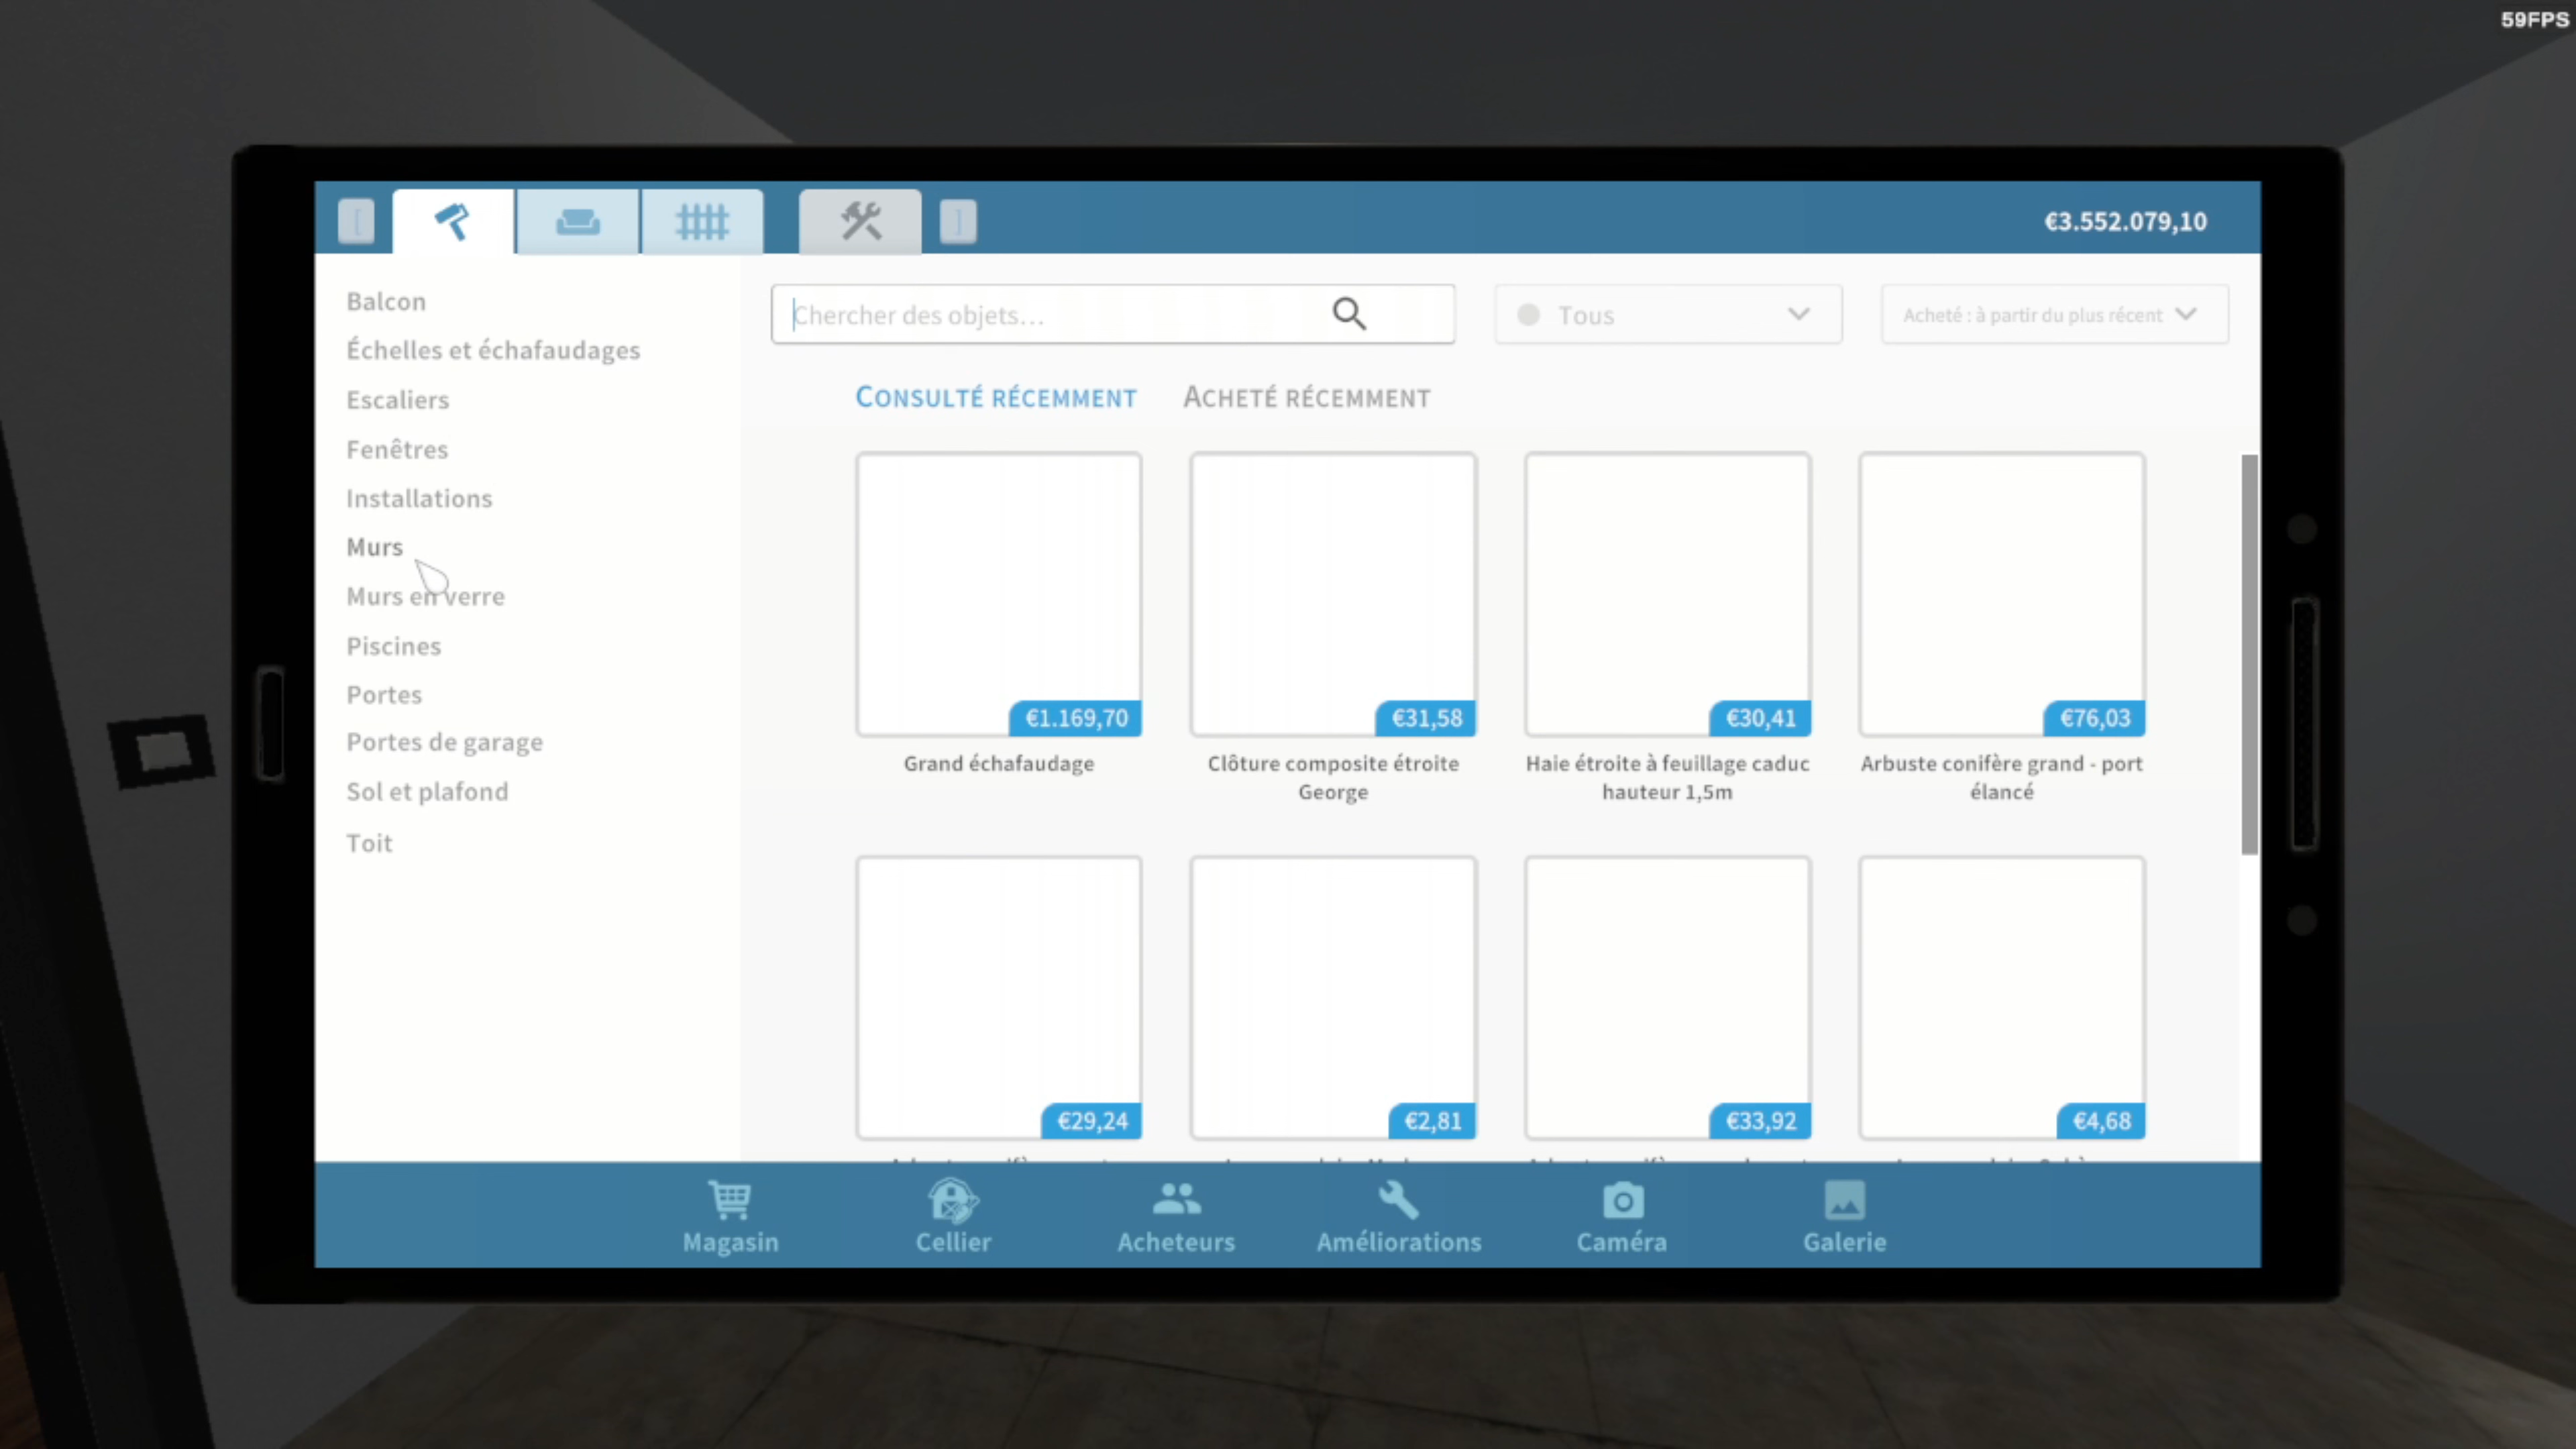 59FPS
[
]
€3.552.079,10
Balcon
Échelles et échafaudages
Escaliers
Fenêtres
Installations
Murs
Murs en verre
Piscines
Portes
Portes de garage
Sol et plafond
Toit
Chercher des objets...
Tous
Acheté : à partir du plus récent
CONSULTÉ RÉCEMMENT
ACHETÉ RÉCEMMENT
€1.169,70
€31,58
€30,41
€76,03
Grand échafaudage
Clôture composite étroite
George
Haie étroite à feuillage caduc
hauteur 1,5m
Arbuste conifère grand - port
élancé
€29,24
€2,81
€33,92
€4,68
Magasin
Cellier
Acheteurs
Améliorations
Caméra
Galerie